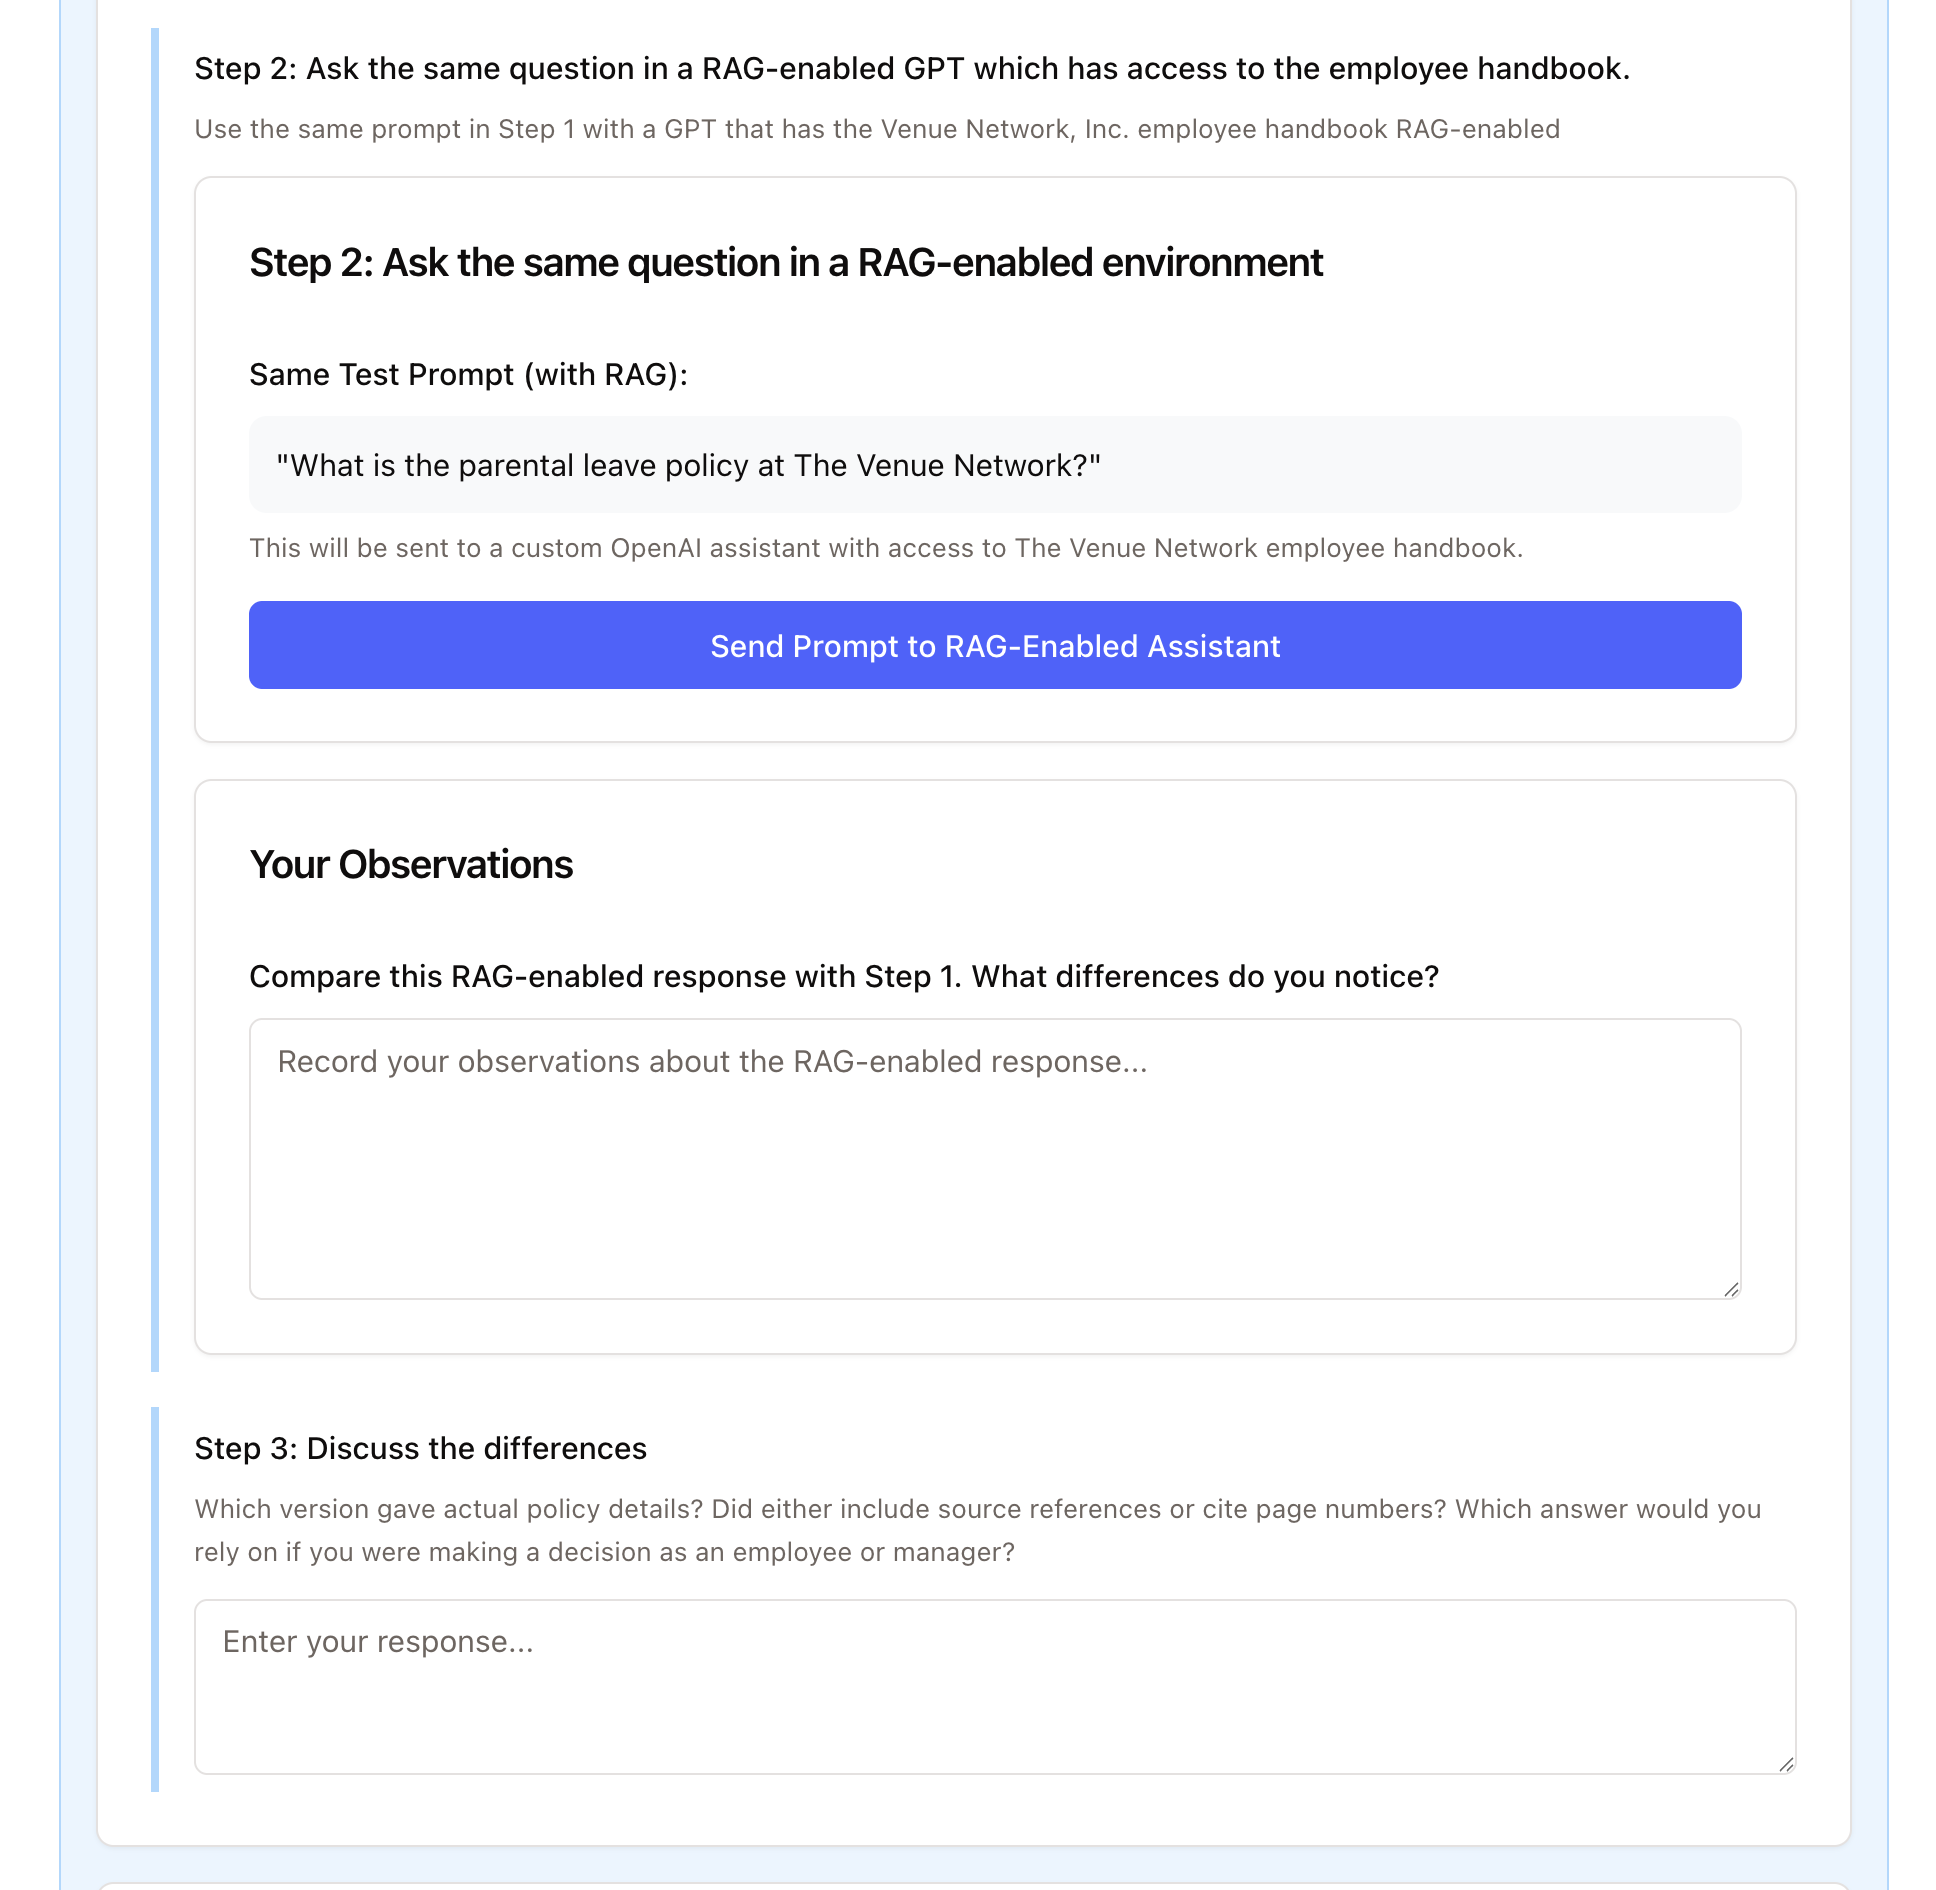 Step 2: Ask the same question in a RAG-enabled GPT which has access to the employee handbook.
Use the same prompt in Step 1 with a GPT that has the Venue Network, Inc. employee handbook RAG-enabled
Step 2: Ask the same question in a RAG-enabled environment
Same Test Prompt (with RAG):
"What is the parental leave policy at The Venue Network?"
This will be sent to a custom OpenAI assistant with access to The Venue Network employee handbook.
Send Prompt to RAG-Enabled Assistant
Your Observations
Compare this RAG-enabled response with Step 1. What differences do you notice?
Record your observations about the RAG-enabled response...
Step 3: Discuss the differences
Which version gave actual policy details? Did either include source references or cite page numbers? Which answer would you
rely on if you were making a decision as an employee or manager?
Enter your response...